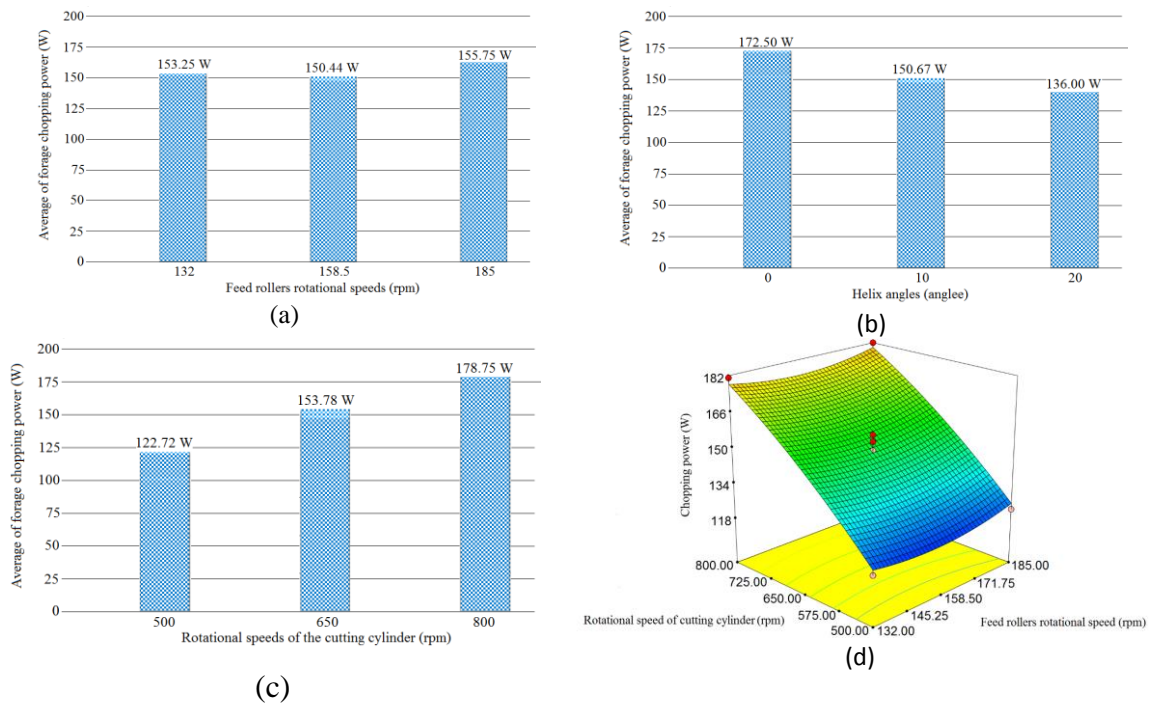 Average of forage chopping power (W)
200
175
150
125
100
75
50
25
0
153.25 W
150.44 W
155.75 W
132
158.5
185
Feed rollers rotational speeds (rpm)
(a)
Average of forage chopping power (W)
200
175
150
125
100
75
50
25
0
172.50 W
150.67 W
136.00 W
0
10
20
Helix angles (anglee)
(b)
Average of forage chopping power (W)
200
175
150
125
100
75
50
25
0
122.72 W
153.78 W
178.75 W
500
650
800
Rotational speeds of the cutting cylinder (rpm)
(c)
Chopping power (W)
182
166
150
134
118
800.00
725.00
650.00
575.00
500.00
Rotational speed of cutting cylinder (rpm)
185.00
171.75
158.50
145.25
132.00
Feed rollers rotational speed (rpm)
(d)